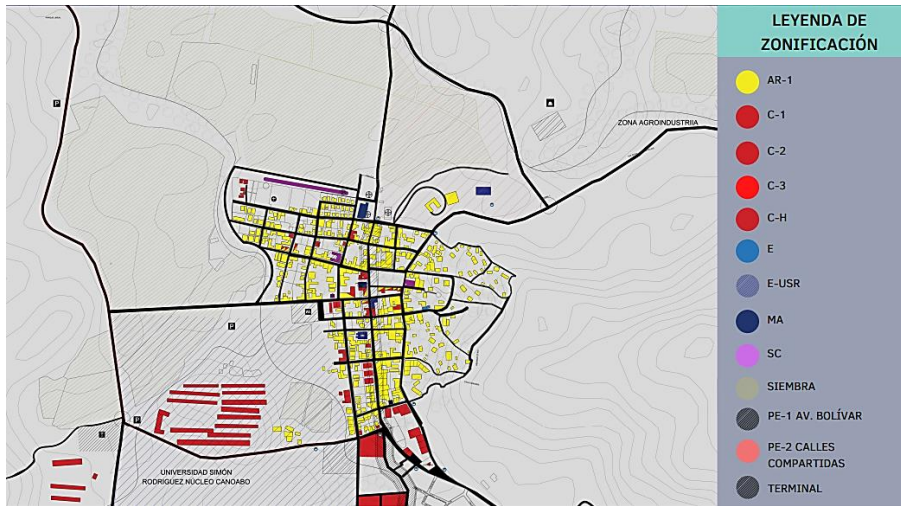 LEYENDA DE
ZONIFICACIÓN
AR-1
C-1
C-2
C-3
C-H
E
E-USR
MA
SC
SIEMBRA
PE-1 AV. BOLÍVAR
PE-2 CALLES
COMPARTIDAS
TERMINAL
ZONA AGROINDUSTRIIA
UNIVERSIDAD SIMÓN
RODRIGUEZ NÚCLEO CANOABO
P
P
P